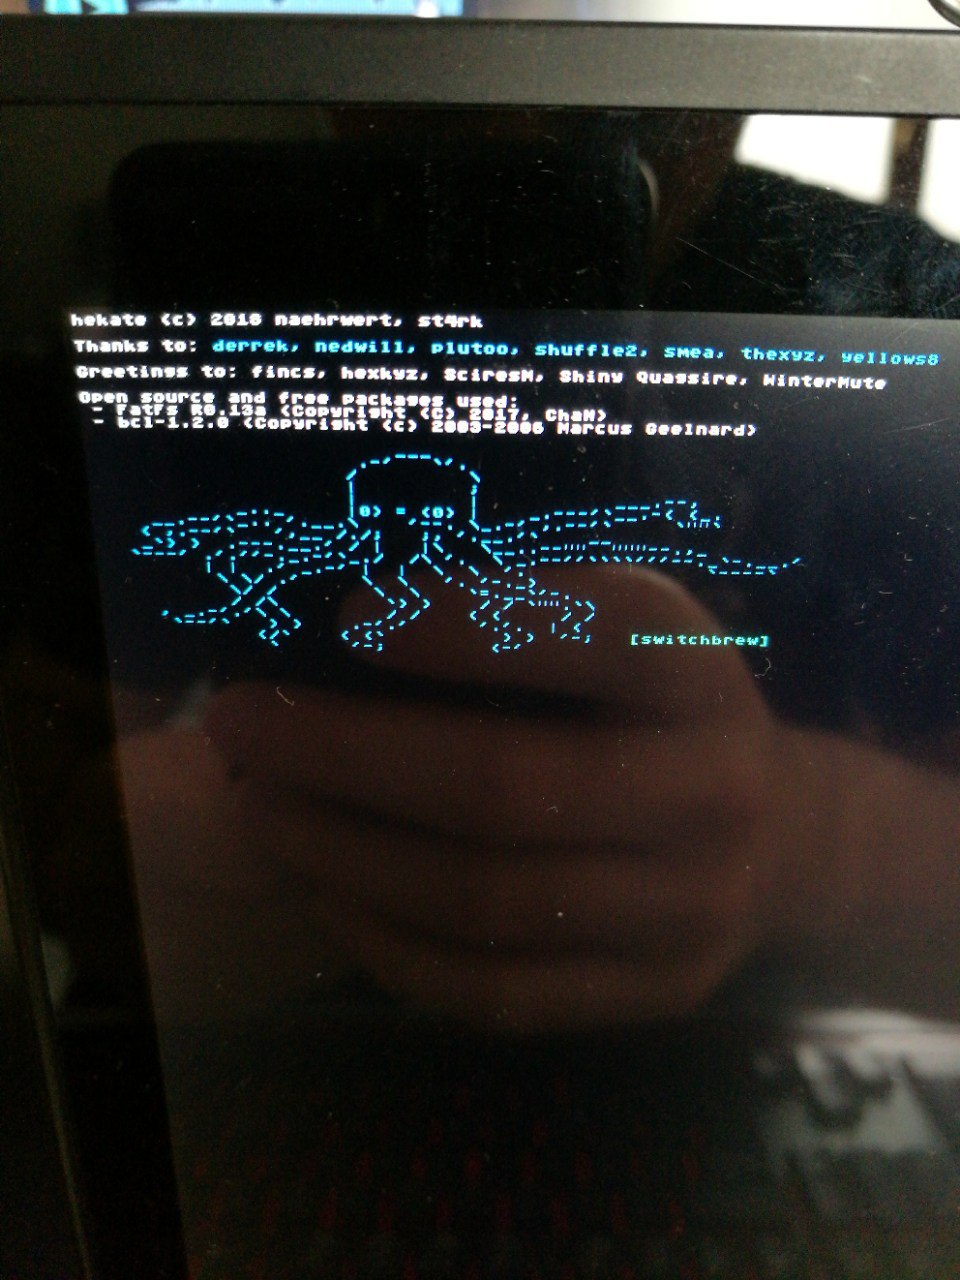 hekate (c) 2018 naehrwert, st4rk
Thanks to: derrek, nedwill, plutoo, shuffle2, smea, thexyz, yellows8
Greetings to: fincs, hexkyz, SciresM, Shiny Quagsire, WinterMute
Open source and free packages used:
- FatFs R0.13a (Copyright (C) 2017, ChaN)
- bcl-1.2.0 (Copyright (c) 2003-2006 Marcus Geelnard)
[switchbrew]